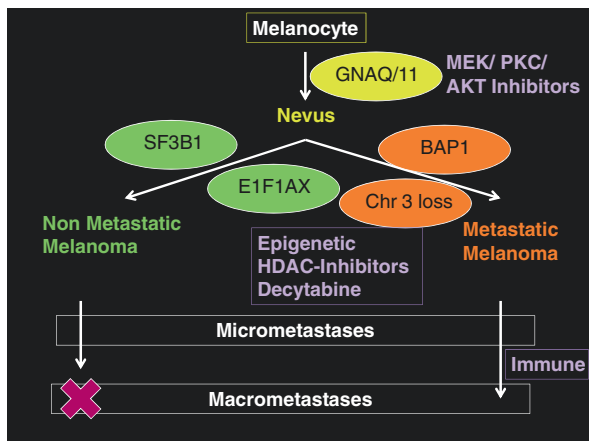 Melanocyte
GNAQ/11
MEK/ PKC/
AKT Inhibitors
Nevus
SF3B1
BAP1
E1F1AX
Chr 3 loss
Non Metastatic
Melanoma
Metastatic
Melanoma
Epigenetic
HDAC-Inhibitors
Decytabine
Micrometastases
Immune
Macrometastases